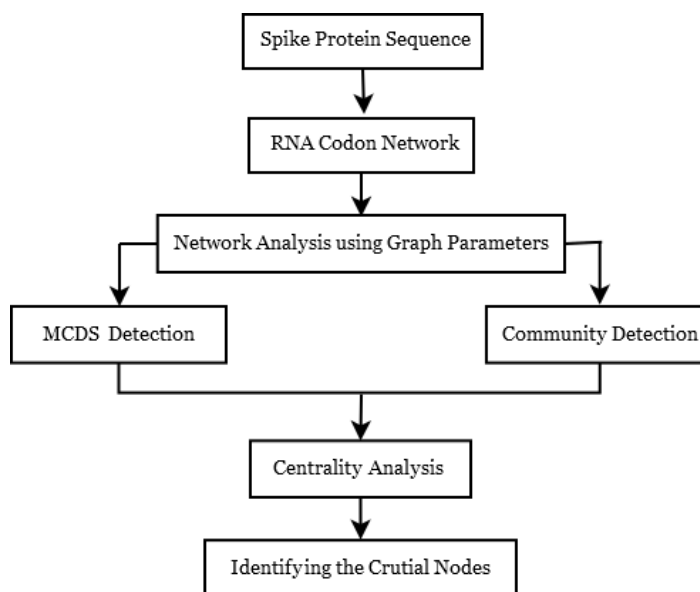 Spike Protein Sequence
RNA Codon Network
Network Analysis using Graph Parameters
MCDS Detection
Community Detection
Centrality Analysis
Identifying the Crutial Nodes